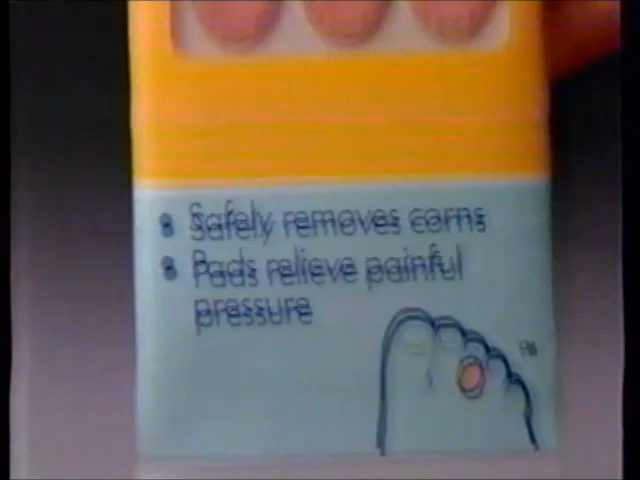 • Safely removes corns
• Pads relieve painful
pressure